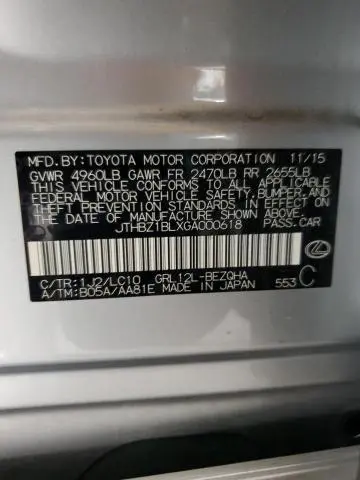 MFD.BY:TOYOTA MOTOR CORPORATION 11/15
GVWR 4960LB GAWR FR 2470LB RR 2655LB
THIS VEHICLE CONFORMS TO ALL APPLICABLE
FEDERAL MOTOR VEHICLE SAFETY, BUMPER, AND
THEFT PREVENTION STANDARDS IN EFFECT ON
THE DATE OF MANUFACTURE SHOWN ABOVE.
JTHBZ1BLXGA000618 PASS.CAR
C/TR:1J2/LC10 GRL12L-BEZQHA
A/TM:B05A/AA81E MADE IN JAPAN 553 C